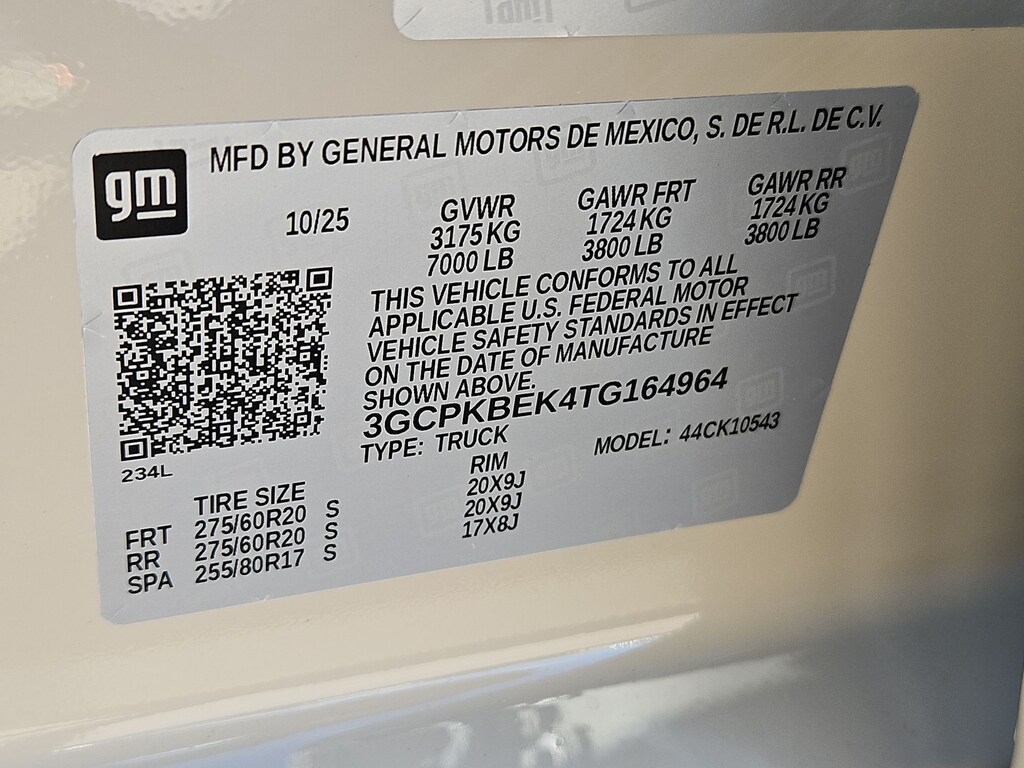 gm
MFD BY GENERAL MOTORS DE MEXICO, S. DE R.L. DE C.V.
10/25
GVWR GAWR FRT GAWR RR
3175 KG 1724 KG 1724 KG
7000 LB 3800 LB 3800 LB
THIS VEHICLE CONFORMS TO ALL
APPLICABLE U.S. FEDERAL MOTOR
VEHICLE SAFETY STANDARDS IN EFFECT
ON THE DATE OF MANUFACTURE
SHOWN ABOVE.
3GCPKBEK4TG164964
TYPE: TRUCK MODEL: 44CK10543
234L
TIRE SIZE RIM
FRT 275/60R20 S 20X9J
RR 275/60R20 S 20X9J
SPA 255/80R17 S 17X8J